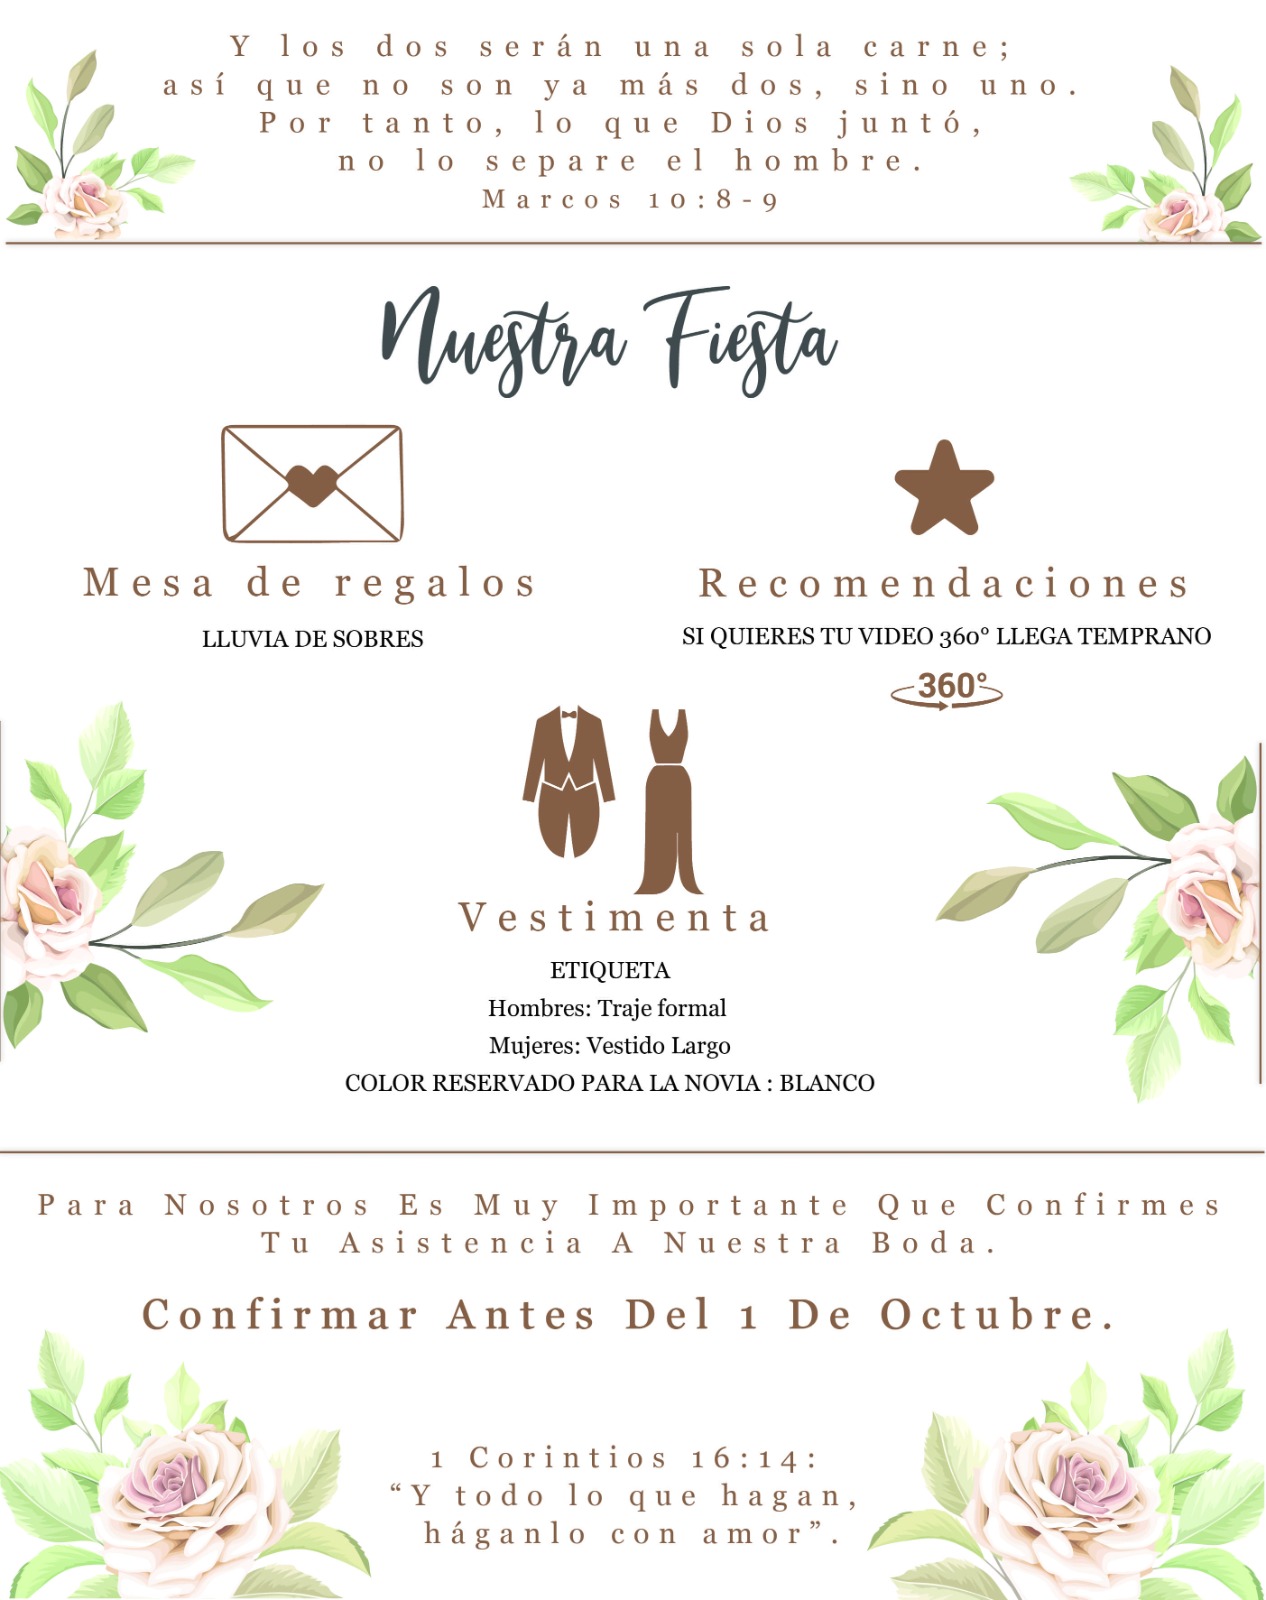 Y los dos serán una sola carne;
así que no son ya más dos, sino uno.
Por tanto, lo que Dios juntó,
no lo separe el hombre.
Marcos 10:8-9
Nuestra Fiesta
Mesa de regalos
LLUVIA DE SOBRES
Recomendaciones
SI QUIERES TU VIDEO 360° LLEGA TEMPRANO
360°
Vestimenta
ETIQUETA
Hombres: Traje formal
Mujeres: Vestido Largo
COLOR RESERVADO PARA LA NOVIA : BLANCO
Para Nosotros Es Muy Importante Que Confirmes
Tu Asistencia A Nuestra Boda.
Confirmar Antes Del 1 De Octubre.
1 Corintios 16:14:
“Y todo lo que hagan,
háganlo con amor”.